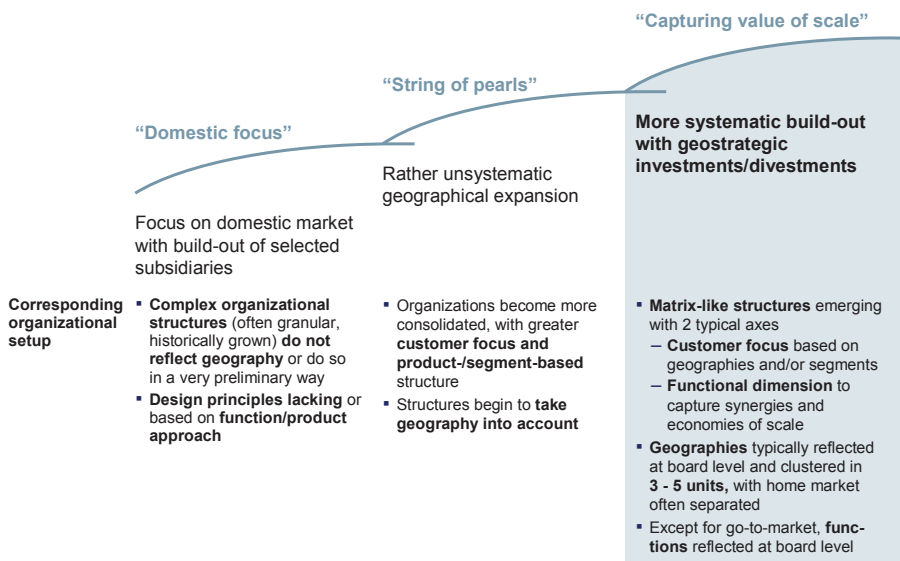 “Capturing value of scale”
“String of pearls”
“Domestic focus”
More systematic build-out
with geostrategic
investments/divestments
Rather unsystematic
geographical expansion
Focus on domestic market
with build-out of selected
subsidiaries
Corresponding
organizational
setup
▪ Complex organizational
structures (often granular,
historically grown) do not
reflect geography or do so
in a very preliminary way
▪ Design principles lacking or
based on function/product
approach
▪ Organizations become more
consolidated, with greater
customer focus and
product-/segment-based
structure
▪ Structures begin to take
geography into account
▪ Matrix-like structures emerging
with 2 typical axes
– Customer focus based on
geographies and/or segments
– Functional dimension to
capture synergies and
economies of scale
▪ Geographies typically reflected
at board level and clustered in
3 - 5 units, with home market
often separated
▪ Except for go-to-market, func-
tions reflected at board level